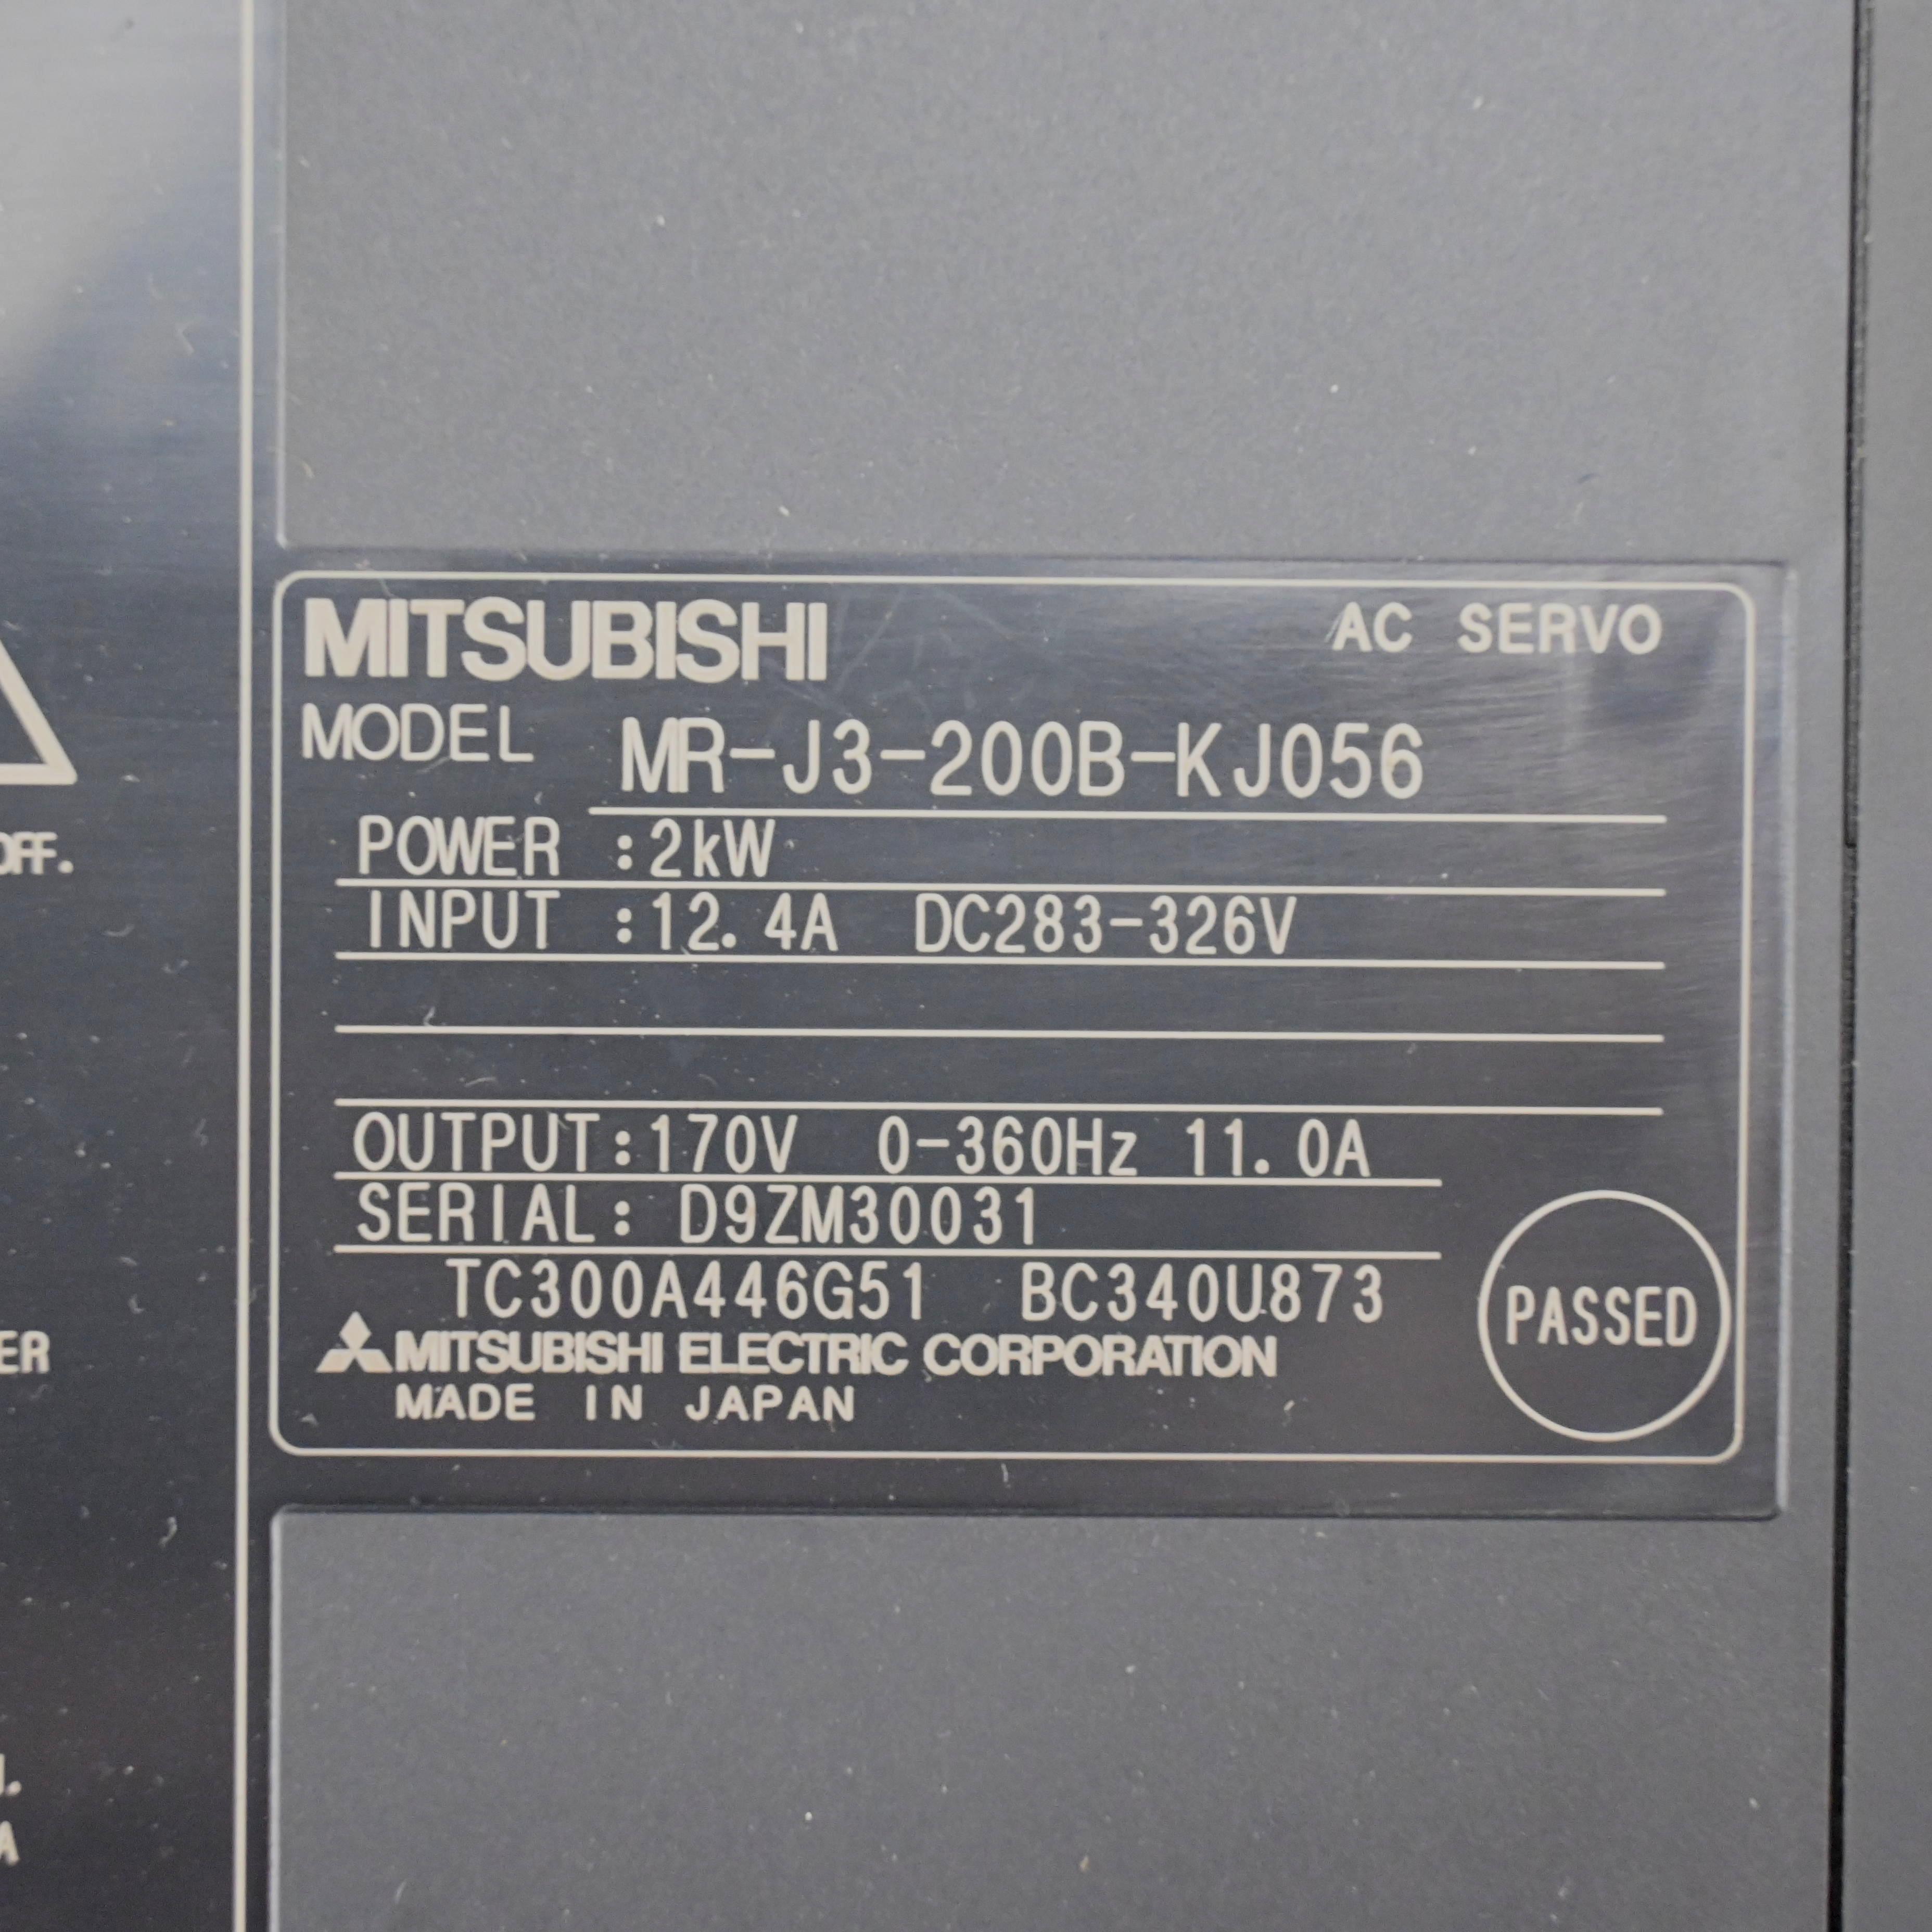 MITSUBISHI AC SERVO
MODEL MR-J3-200B-KJ056
POWER :2kW
INPUT :12.4A DC283-326V
OUTPUT:170V 0-360Hz 11.0A
SERIAL: D9ZM30031
TC300A446G51 BC340U873
MITSUBISHI ELECTRIC CORPORATION
MADE IN JAPAN
PASSED
OFF.